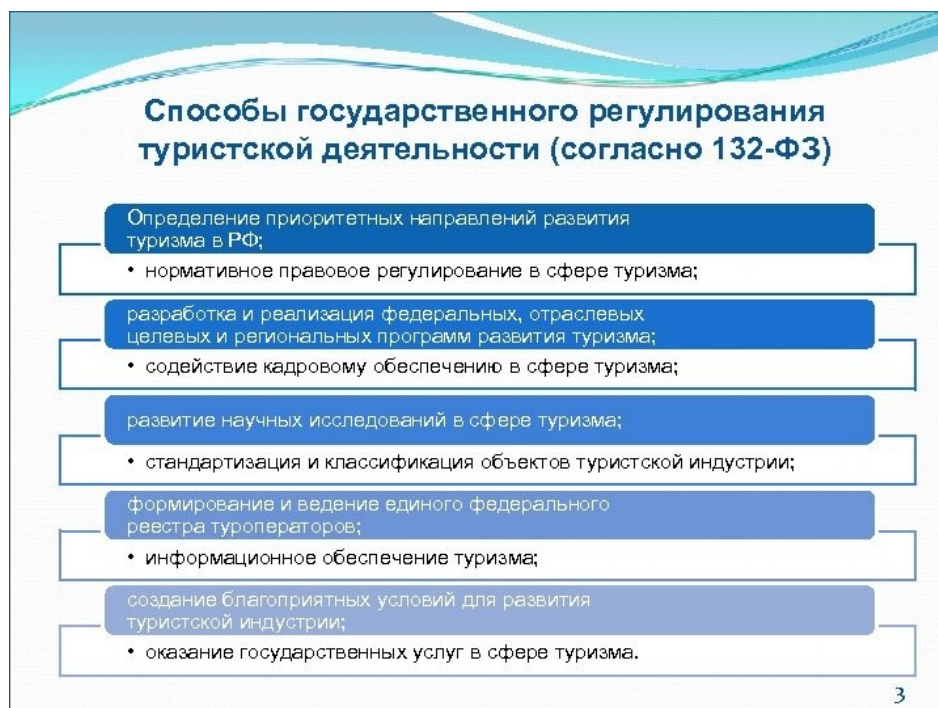 Способы государственного регулирования
туристской деятельности (согласно 132-ФЗ)
Определение приоритетных направлений развития
туризма в РФ;
• нормативное правовое регулирование в сфере туризма;
разработка и реализация федеральных, отраслевых
целевых и региональных программ развития туризма;
• содействие кадровому обеспечению в сфере туризма;
развитие научных исследований в сфере туризма;
• стандартизация и классификация объектов туристской индустрии;
формирование и ведение единого федерального
реестра туроператоров;
• информационное обеспечение туризма;
создание благоприятных условий для развития
туристской индустрии;
• оказание государственных услуг в сфере туризма.
3